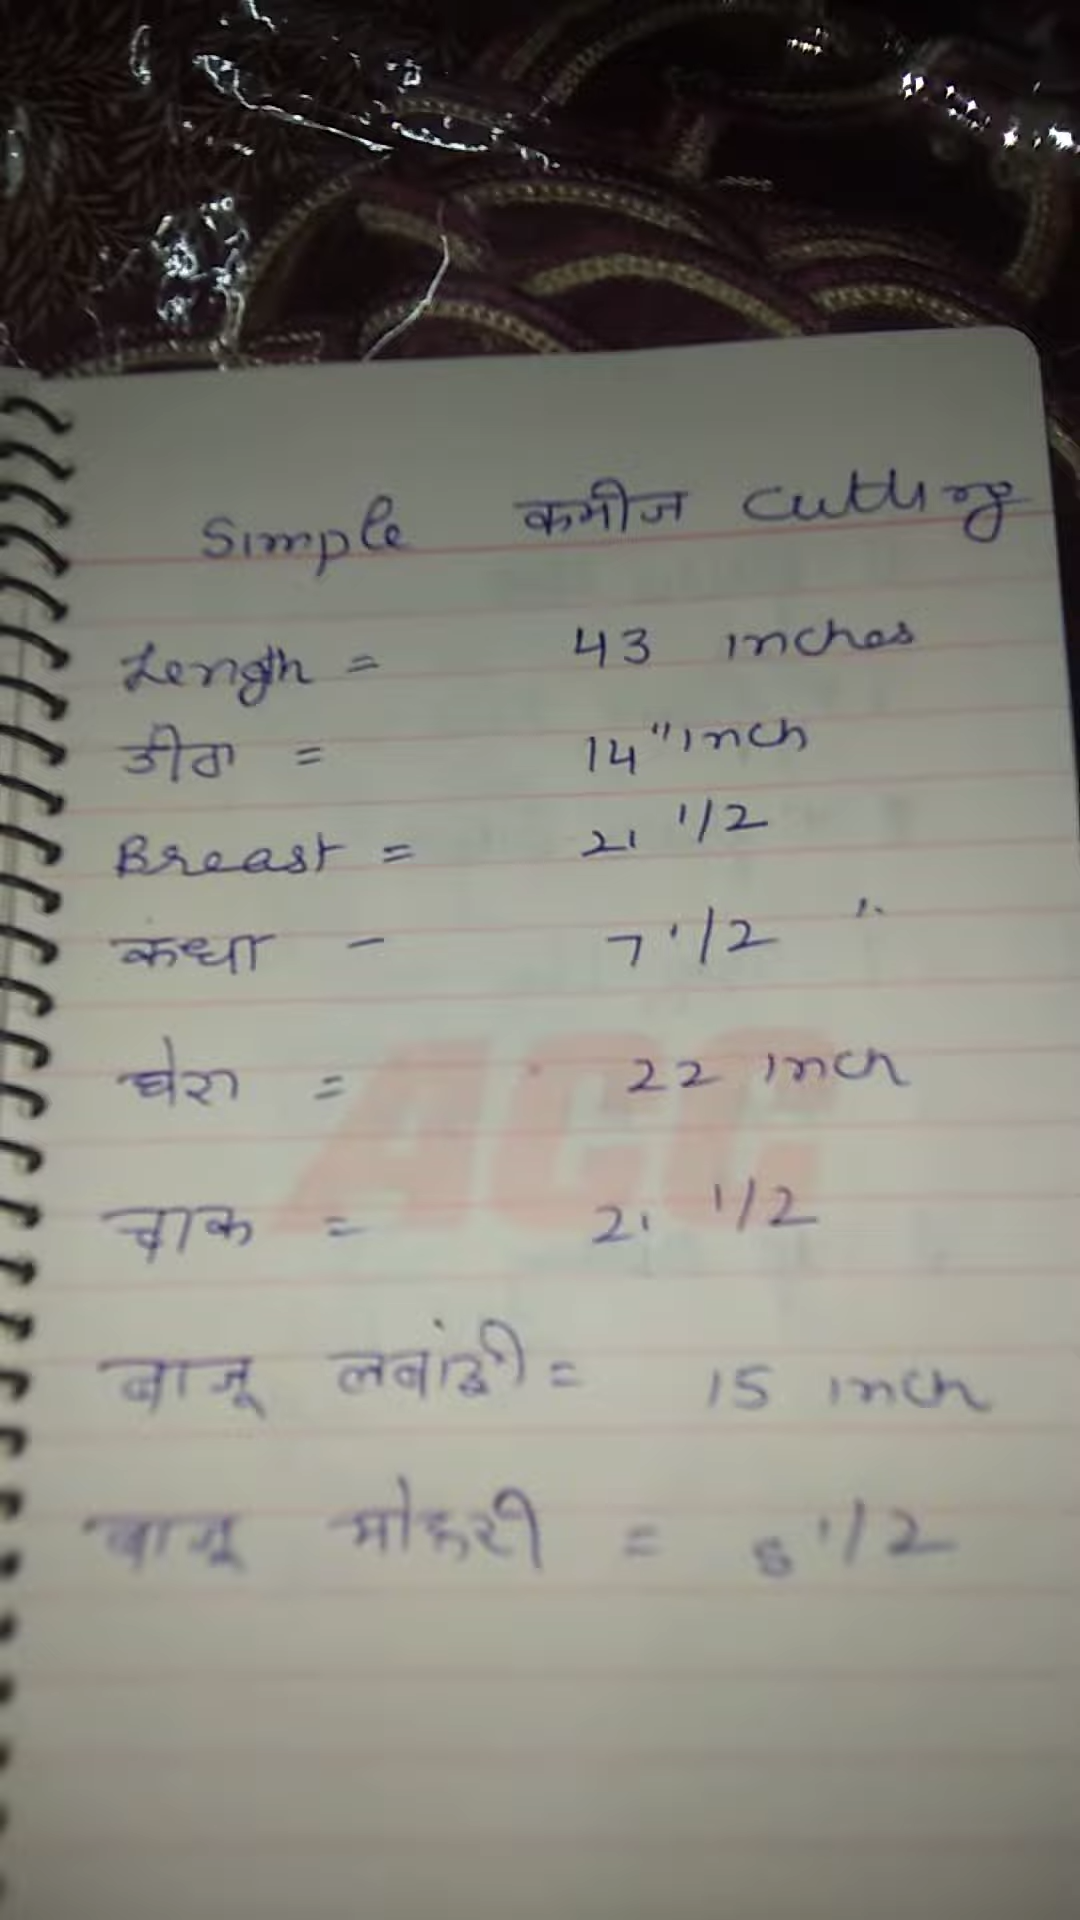 Simple कमीज cutting
Length = 43 inches
तीरा = 14" inch
Breast = 21 1/2
कंधा - 7 1/2 "
घेरा = 22 inch
चाक = 21 1/2
बाजू लबांई = 15 inch
बाजू मोहरी = 1/2
ACC